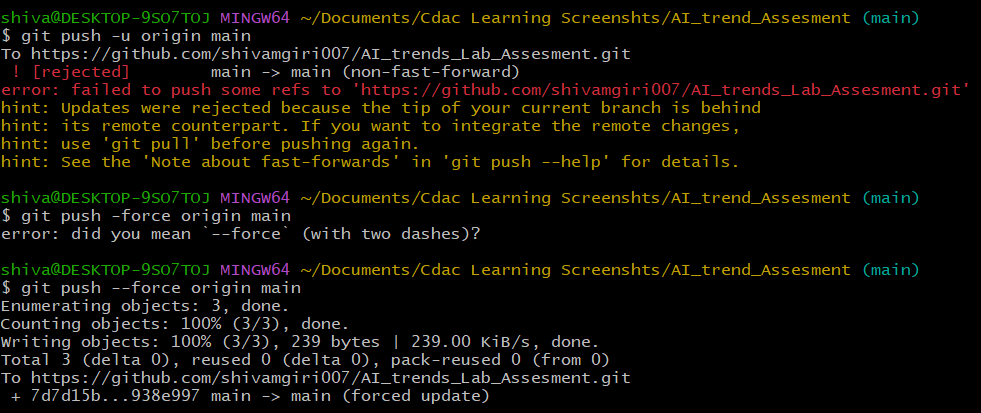 shiva@DESKTOP-9SO7TOJ MINGW64 ~/Documents/Cdac Learning Screenshts/AI_trend_Assesment (main)
$ git push -u origin main
To https://github.com/shivamgiri007/AI_trends_Lab_Assesment.git
 ! [rejected]        main -> main (non-fast-forward)
error: failed to push some refs to 'https://github.com/shivamgiri007/AI_trends_Lab_Assesment.git'
hint: Updates were rejected because the tip of your current branch is behind
hint: its remote counterpart. If you want to integrate the remote changes,
hint: use 'git pull' before pushing again.
hint: See the 'Note about fast-forwards' in 'git push --help' for details.
shiva@DESKTOP-9SO7TOJ MINGW64 ~/Documents/Cdac Learning Screenshts/AI_trend_Assesment (main)
$ git push -force origin main
error: did you mean `--force` (with two dashes)?
shiva@DESKTOP-9SO7TOJ MINGW64 ~/Documents/Cdac Learning Screenshts/AI_trend_Assesment (main)
$ git push --force origin main
Enumerating objects: 3, done.
Counting objects: 100% (3/3), done.
Writing objects: 100% (3/3), 239 bytes | 239.00 KiB/s, done.
Total 3 (delta 0), reused 0 (delta 0), pack-reused 0 (from 0)
To https://github.com/shivamgiri007/AI_trends_Lab_Assesment.git
 + 7d7d15b...938e997 main -> main (forced update)